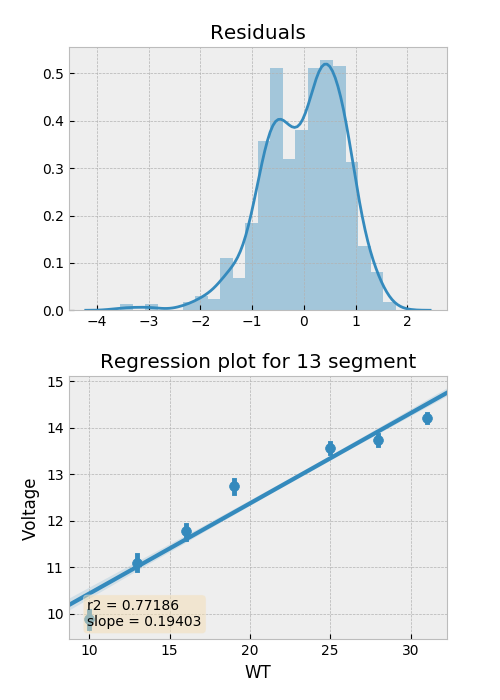 Residuals
0.5
0.4
0.3
0.2
0.1
0.0
−4 −3 −2 −1 0 1 2
Regression plot for 13 segment
15
14
13
12
11
10
Voltage
r2 = 0.77186
slope = 0.19403
10 15 20 25 30
WT